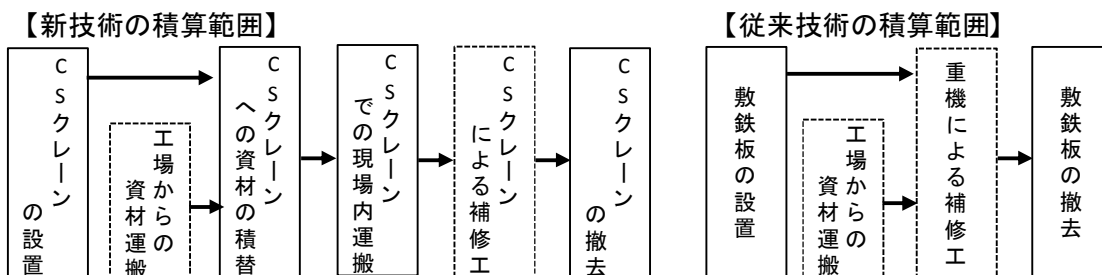 【新技術の積算範囲】
CSクレーン
の設置
工場からの
資材運搬
CSクレーン
への資材の積替
CSクレーン
での現場内運搬
CSクレーン
による補修工
CSクレーン
の撤去
【従来技術の積算範囲】
敷鉄板の設置
工場からの
資材運搬
重機による補修工
敷鉄板の撤去